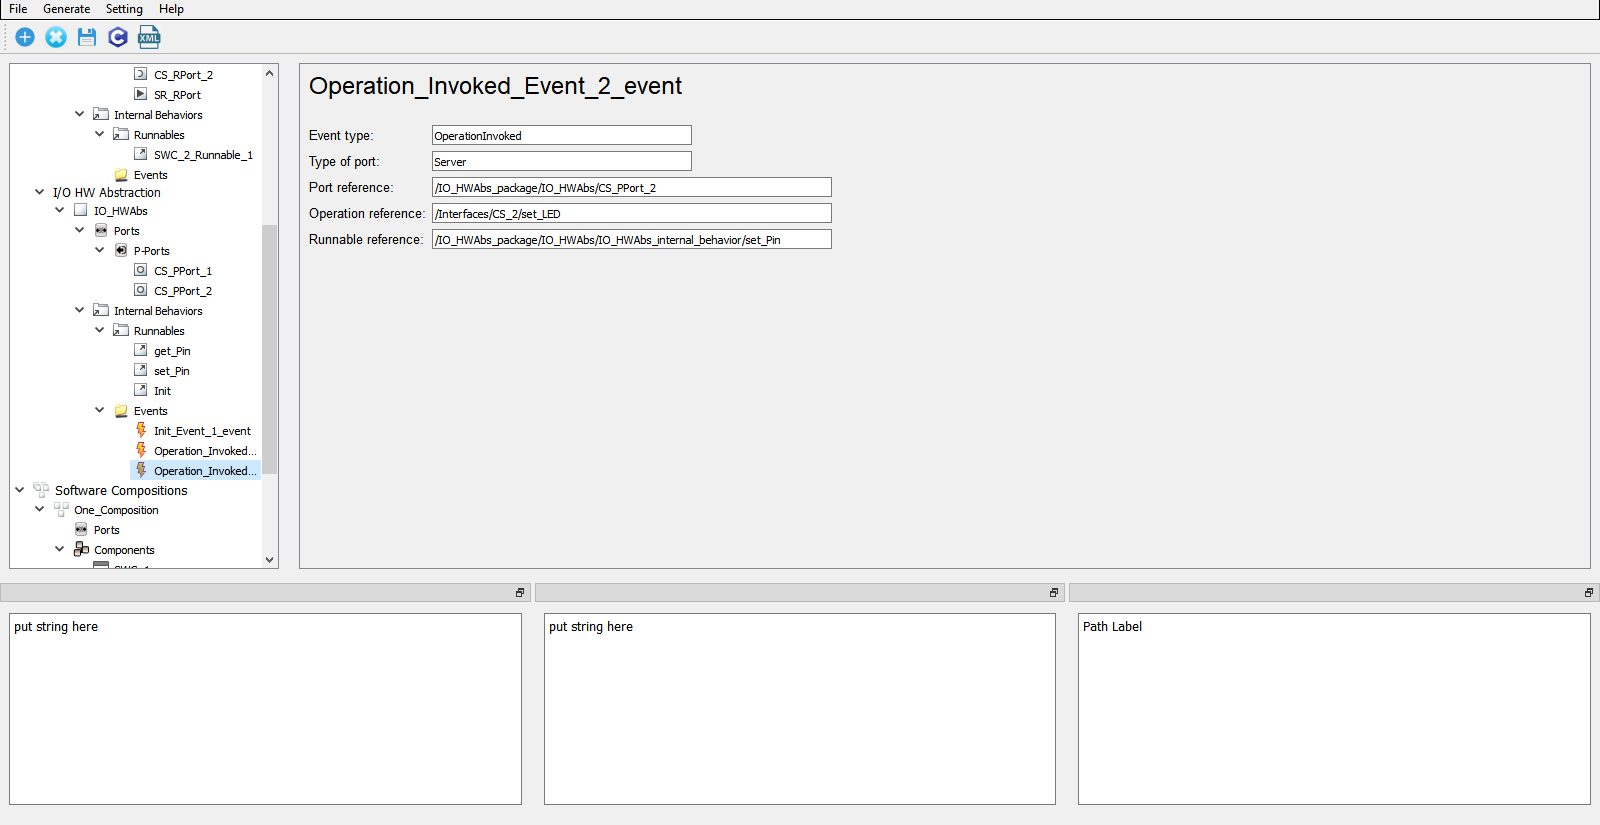 File Generate Setting Help
C XML
CS_RPort_2
SR_RPort
Internal Behaviors
Runnables
SWC_2_Runnable_1
Events
I/O HW Abstraction
IO_HWAbs
Ports
P-Ports
CS_PPort_1
CS_PPort_2
Internal Behaviors
Runnables
get_Pin
set_Pin
Init
Events
Init_Event_1_event
Operation_Invoked...
Operation_Invoked...
Software Compositions
One_Composition
Ports
Components
Operation_Invoked_Event_2_event
Event type: OperationInvoked
Type of port: Server
Port reference: /IO_HWAbs_package/IO_HWAbs/CS_PPort_2
Operation reference: /Interfaces/CS_2/set_LED
Runnable reference: /IO_HWAbs_package/IO_HWAbs/IO_HWAbs_internal_behavior/set_Pin
put string here
put string here
Path Label